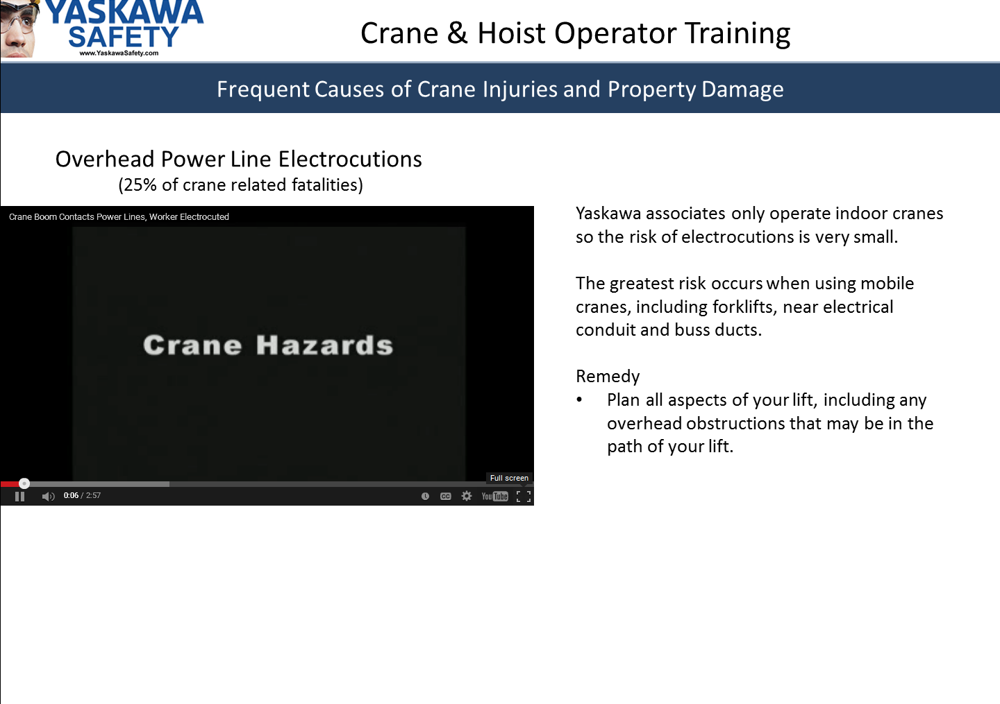 YASKAWA
SAFETY
www.YaskawaSafety.com
Crane & Hoist Operator Training
Frequent Causes of Crane Injuries and Property Damage
Overhead Power Line Electrocutions
(25% of crane related fatalities)
Crane Boom Contacts Power Lines, Worker Electrocuted
Crane Hazards
Full screen
0:06 / 2:57
CC
YouTube
Yaskawa associates only operate indoor cranes
so the risk of electrocutions is very small.
The greatest risk occurs when using mobile
cranes, including forklifts, near electrical
conduit and buss ducts.
Remedy
• Plan all aspects of your lift, including any
overhead obstructions that may be in the
path of your lift.